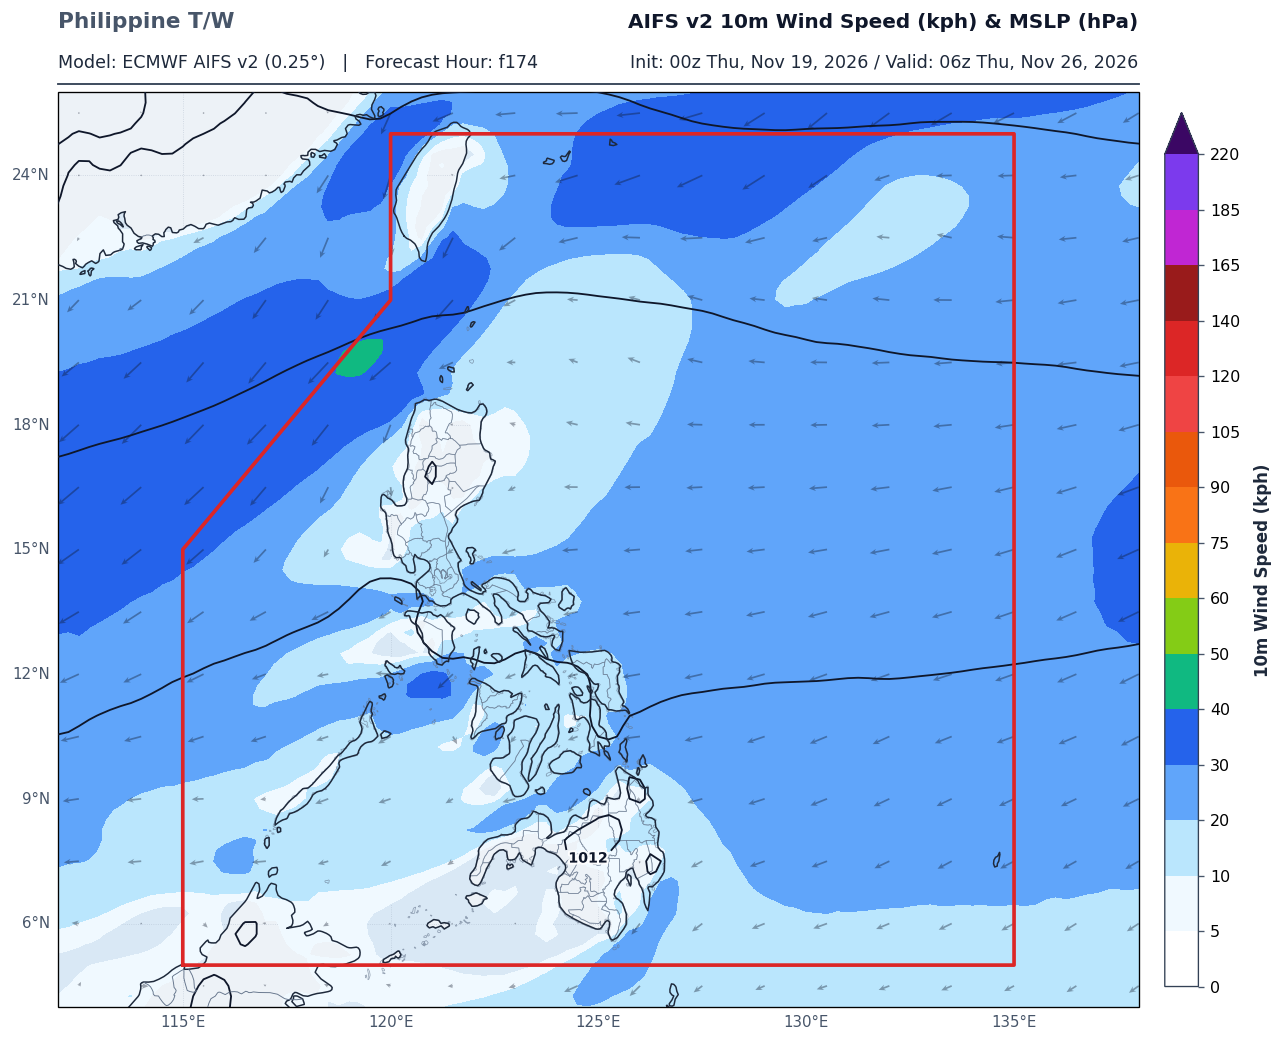 Philippine T/W
AIFS v2 10m Wind Speed (kph) & MSLP (hPa)
Model: ECMWF AIFS v2 (0.25°) | Forecast Hour: f174
Init: 00z Thu, Nov 19, 2026 / Valid: 06z Thu, Nov 26, 2026
24°N
21°N
18°N
15°N
12°N
9°N
6°N
115°E
120°E
125°E
130°E
135°E
1012
220
185
165
140
120
105
90
75
60
50
40
30
20
10
5
0
10m Wind Speed (kph)